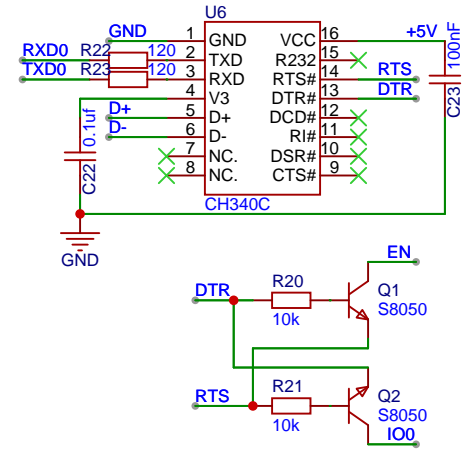 U6
GND 1 GND VCC 16 +5V
RXD0 R22 120 2 TXD R232 15
TXD0 R23 120 3 RXD RTS# 14 RTS
4 V3 DTR# 13 DTR
D+ 5 D+ DCD# 12
D- 6 D- RI# 11
7 NC. DSR# 10
8 NC. CTS# 9
CH340C
0.1uf
C22
100nF
C23
GND
EN
DTR R20 Q1
10k S8050
RTS R21 Q2
10k S8050
IO0